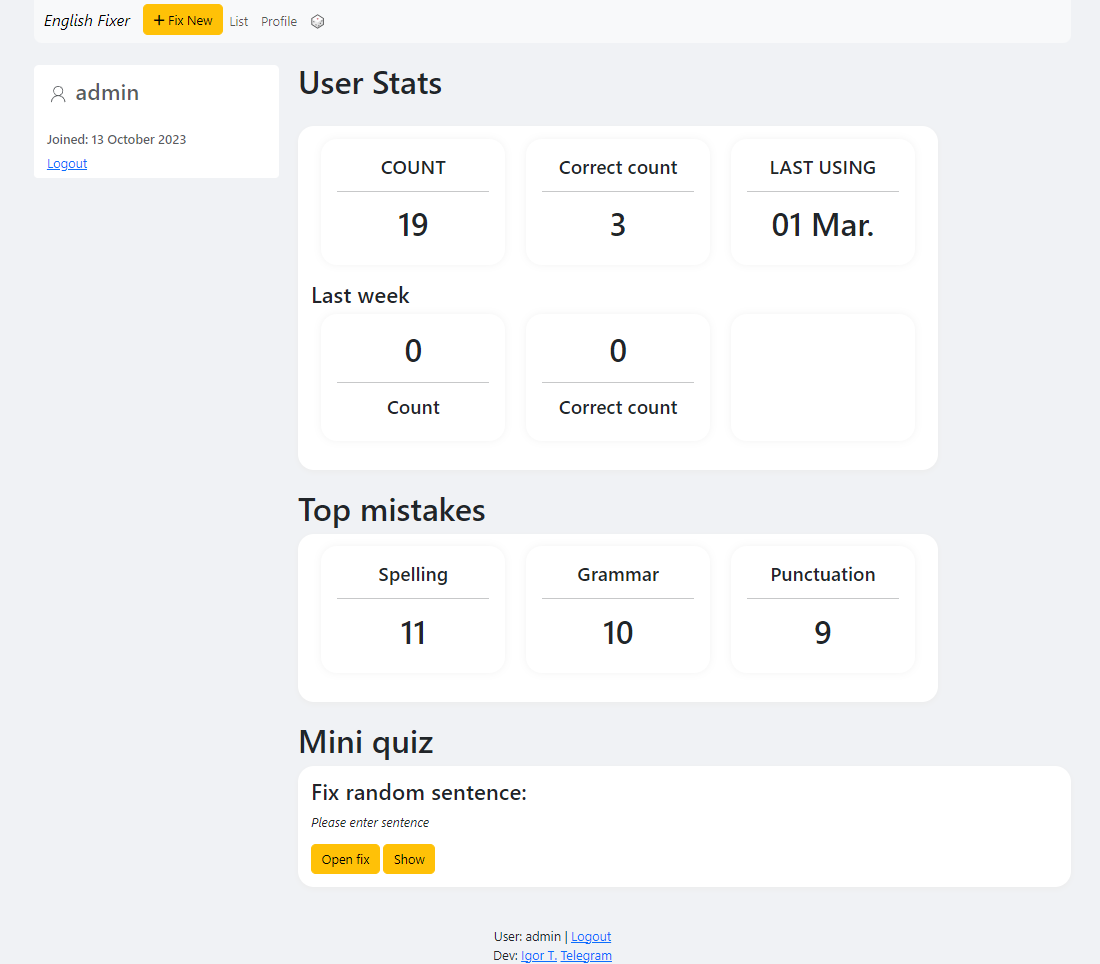 English Fixer + Fix New List Profile
admin
Joined: 13 October 2023
Logout
User Stats
COUNT Correct count LAST USING
19 3 01 Mar.
Last week
0 0
Count Correct count
Top mistakes
Spelling Grammar Punctuation
11 10 9
Mini quiz
Fix random sentence:
Please enter sentence
Open fix Show
User: admin | Logout
Dev: Igor T. Telegram